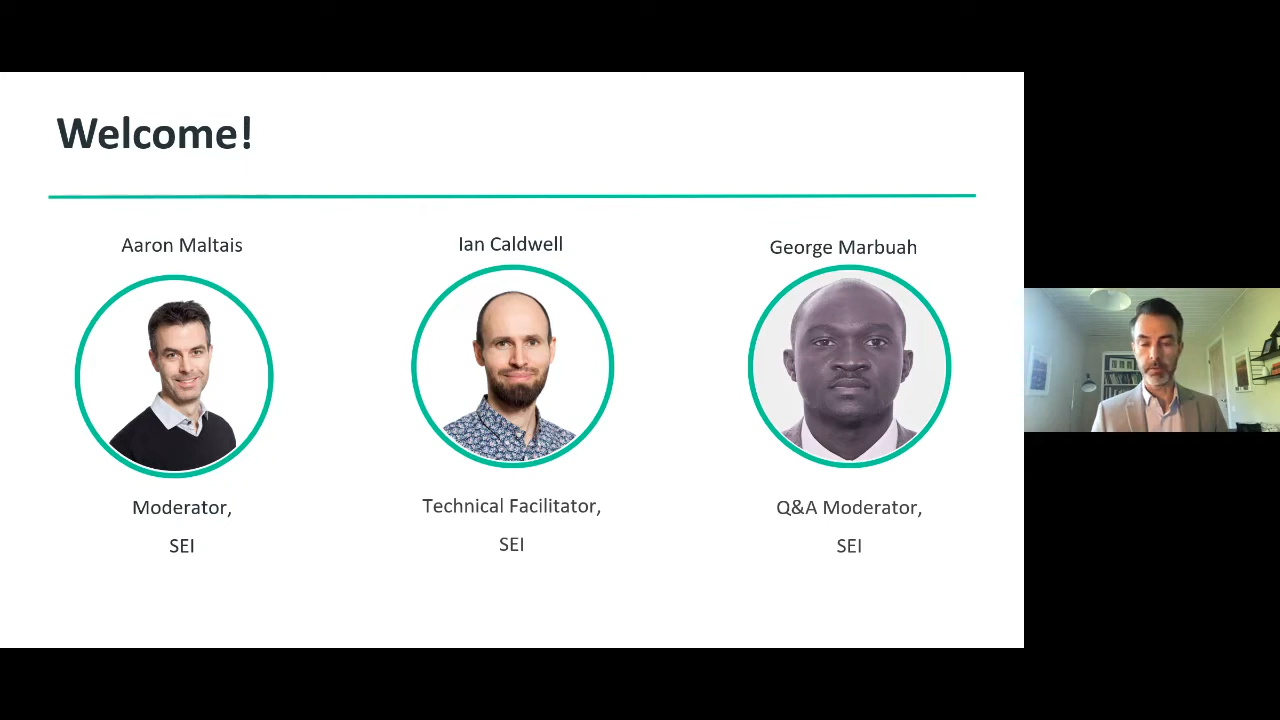 Welcome!
Aaron Maltais
Ian Caldwell
George Marbuah
Moderator,
SEI
Technical Facilitator,
SEI
Q&A Moderator,
SEI